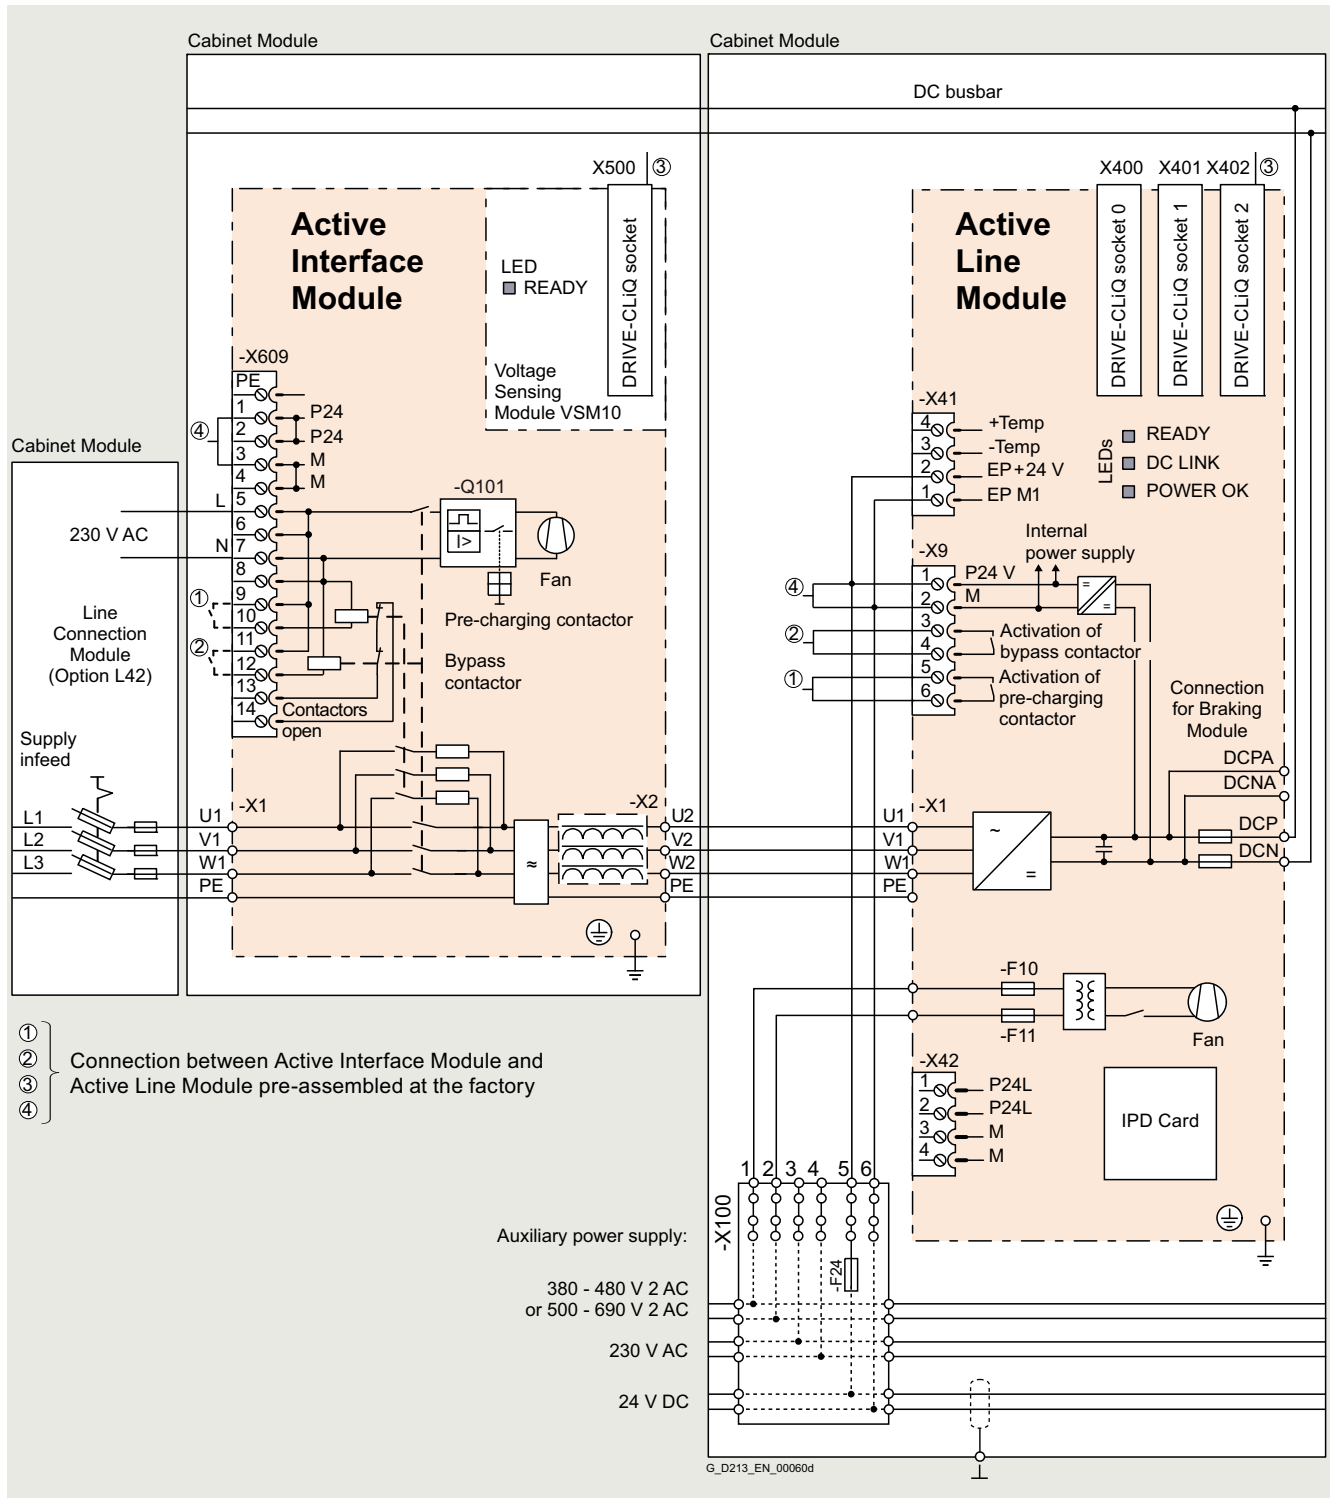 Cabinet Module
Cabinet Module
DC busbar
X500
③
X400
X401
X402
③
Active
Interface
Module
LED
READY
DRIVE-CLiQ socket
Voltage
Sensing
Module VSM10
Active
Line
Module
DRIVE-CLiQ socket 0
DRIVE-CLiQ socket 1
DRIVE-CLiQ socket 2
-X609
PE
1
P24
2
P24
3
M
4
M
④
5
L
6
7
N
8
9
10
①
11
12
②
13
14
Contactors
open
-Q101
I>
Fan
Pre-charging contactor
Bypass
contactor
Cabinet Module
230 V AC
Line
Connection
Module
(Option L42)
Supply
infeed
L1
L2
L3
U1
V1
W1
PE
-X1
≈
-X2
U2
V2
W2
PE
-X41
4
+Temp
3
-Temp
2
EP+24 V
1
EP M1
LEDs
READY
DC LINK
POWER OK
Internal
power supply
-X9
1
P24 V
2
M
④
=
=
3
4
②
Activation of
bypass contactor
5
6
①
Activation of
pre-charging
contactor
Connection
for Braking
Module
DCPA
DCNA
DCP
DCN
U1
V1
W1
PE
-X1
~
=
-F10
-F11
Fan
-X42
1
P24L
2
P24L
3
M
4
M
IPD Card
①
②
③
④
Connection between Active Interface Module and
Active Line Module pre-assembled at the factory
1 2 3 4 5 6
-X100
-F24
Auxiliary power supply:
380 - 480 V 2 AC
or 500 - 690 V 2 AC
230 V AC
24 V DC
G_D213_EN_00060d